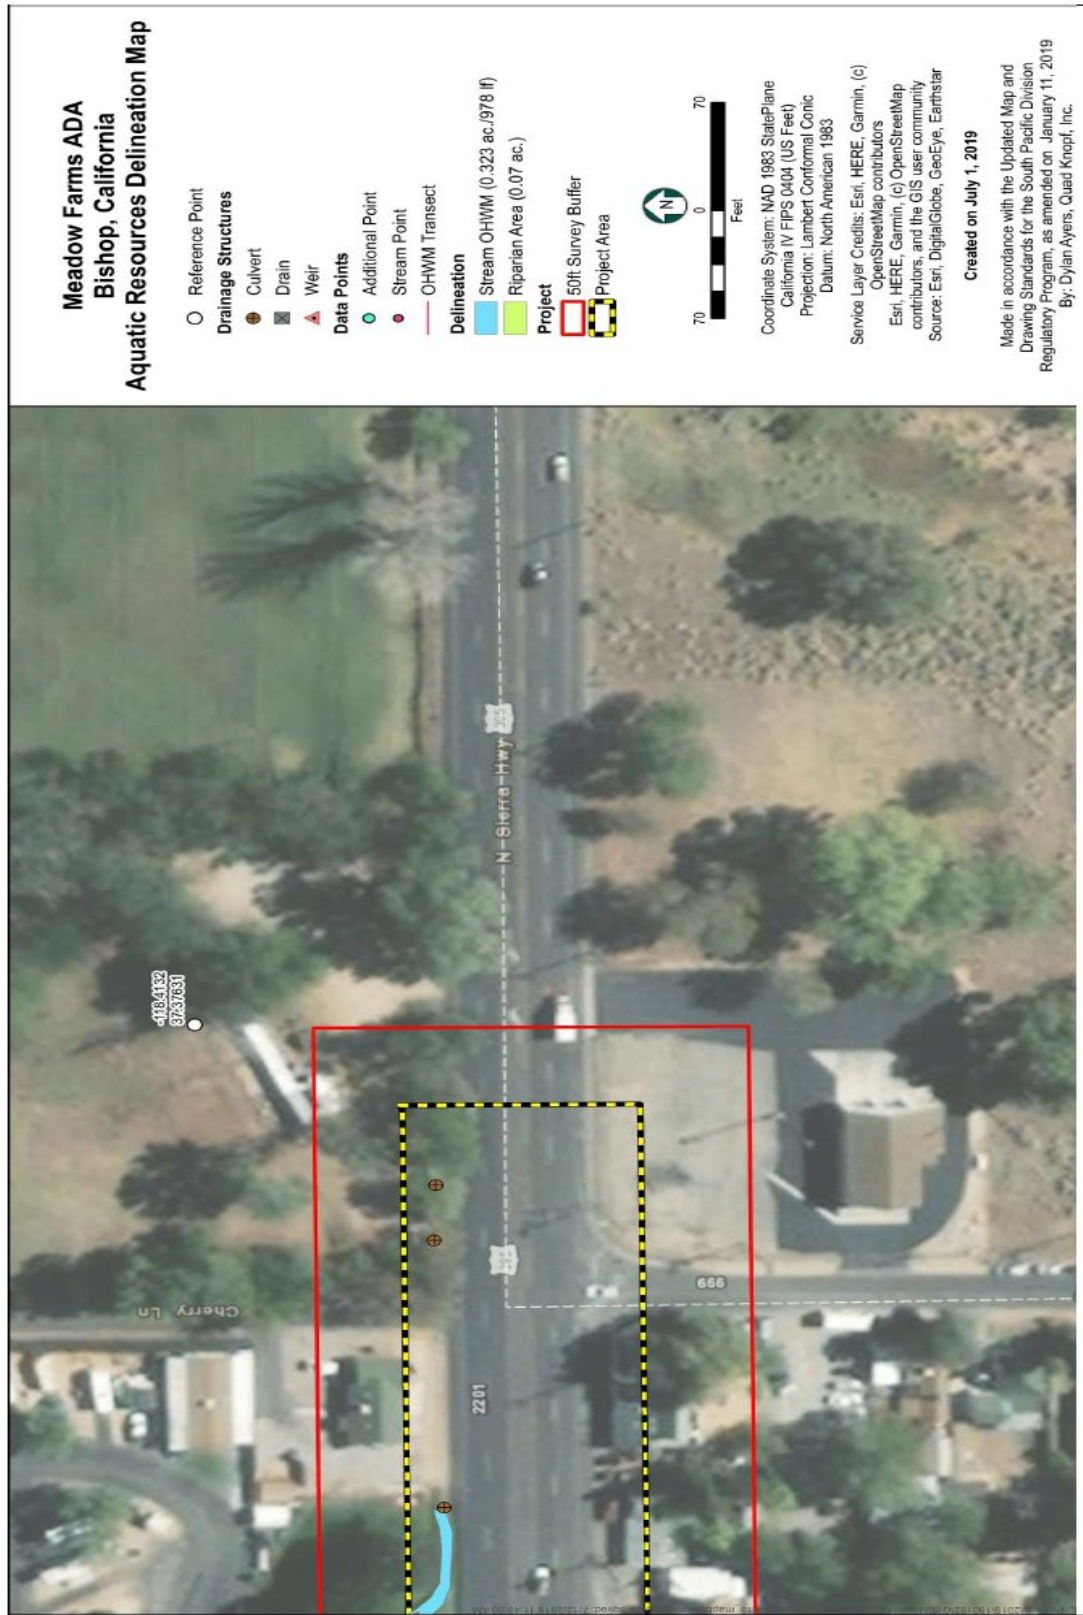 Meadow Farms ADA
Bishop, California
Aquatic Resources Delineation Map
Reference Point
Drainage Structures
Culvert
Drain
Weir
Data Points
Additional Point
Stream Point
OHWM Transect
Delineation
Stream OHWM (0.323 ac./978 lf)
Riparian Area (0.07 ac.)
Project
50ft Survey Buffer
Project Area
N
70 0 70
Feet
Coordinate System: NAD 1983 StatePlane
California IV FIPS 0404 (US Feet)
Projection: Lambert Conformal Conic
Datum: North American 1983
Service Layer Credits: Esri, HERE, Garmin, (c)
OpenStreetMap contributors
Esri, HERE, Garmin, (c) OpenStreetMap
contributors, and the GIS user community
Source: Esri, DigitalGlobe, GeoEye, Earthstar
Created on July 1, 2019
Made in accordance with the Updated Map and
Drawing Standards for the South Pacific Division
Regulatory Program, as amended on January 11, 2019
By: Dylan Ayers, Quad Knopf, Inc.
-118.4132
37.37631
Cherry Ln
2201
N Sierra Hwy
395
999